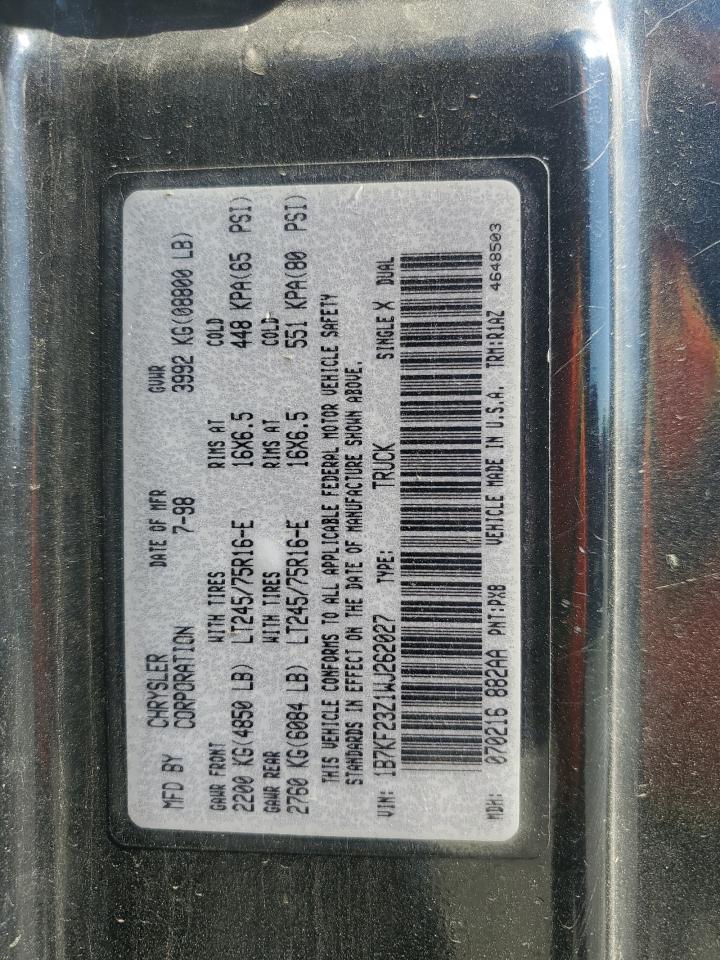 MFD BY CHRYSLER CORPORATION DATE OF MFR 7-98 GVWR 3992 KG(08800 LB)
GAWR FRONT WITH TIRES RIMS AT COLD
2200 KG(4850 LB) LT245/75R16-E 16X6.5 448 KPA(65 PSI)
GAWR REAR WITH TIRES RIMS AT COLD
2760 KG(6084 LB) LT245/75R16-E 16X6.5 551 KPA(80 PSI)
THIS VEHICLE CONFORMS TO ALL APPLICABLE FEDERAL MOTOR VEHICLE SAFETY
STANDARDS IN EFFECT ON THE DATE OF MANUFACTURE SHOWN ABOVE.
VIN: 1B7KF23Z1WJ262027 TYPE: TRUCK SINGLE X DUAL
MDH: 070216 882AA PNT:PX8 VEHICLE MADE IN U.S.A. TRM:R1AZ 4648503